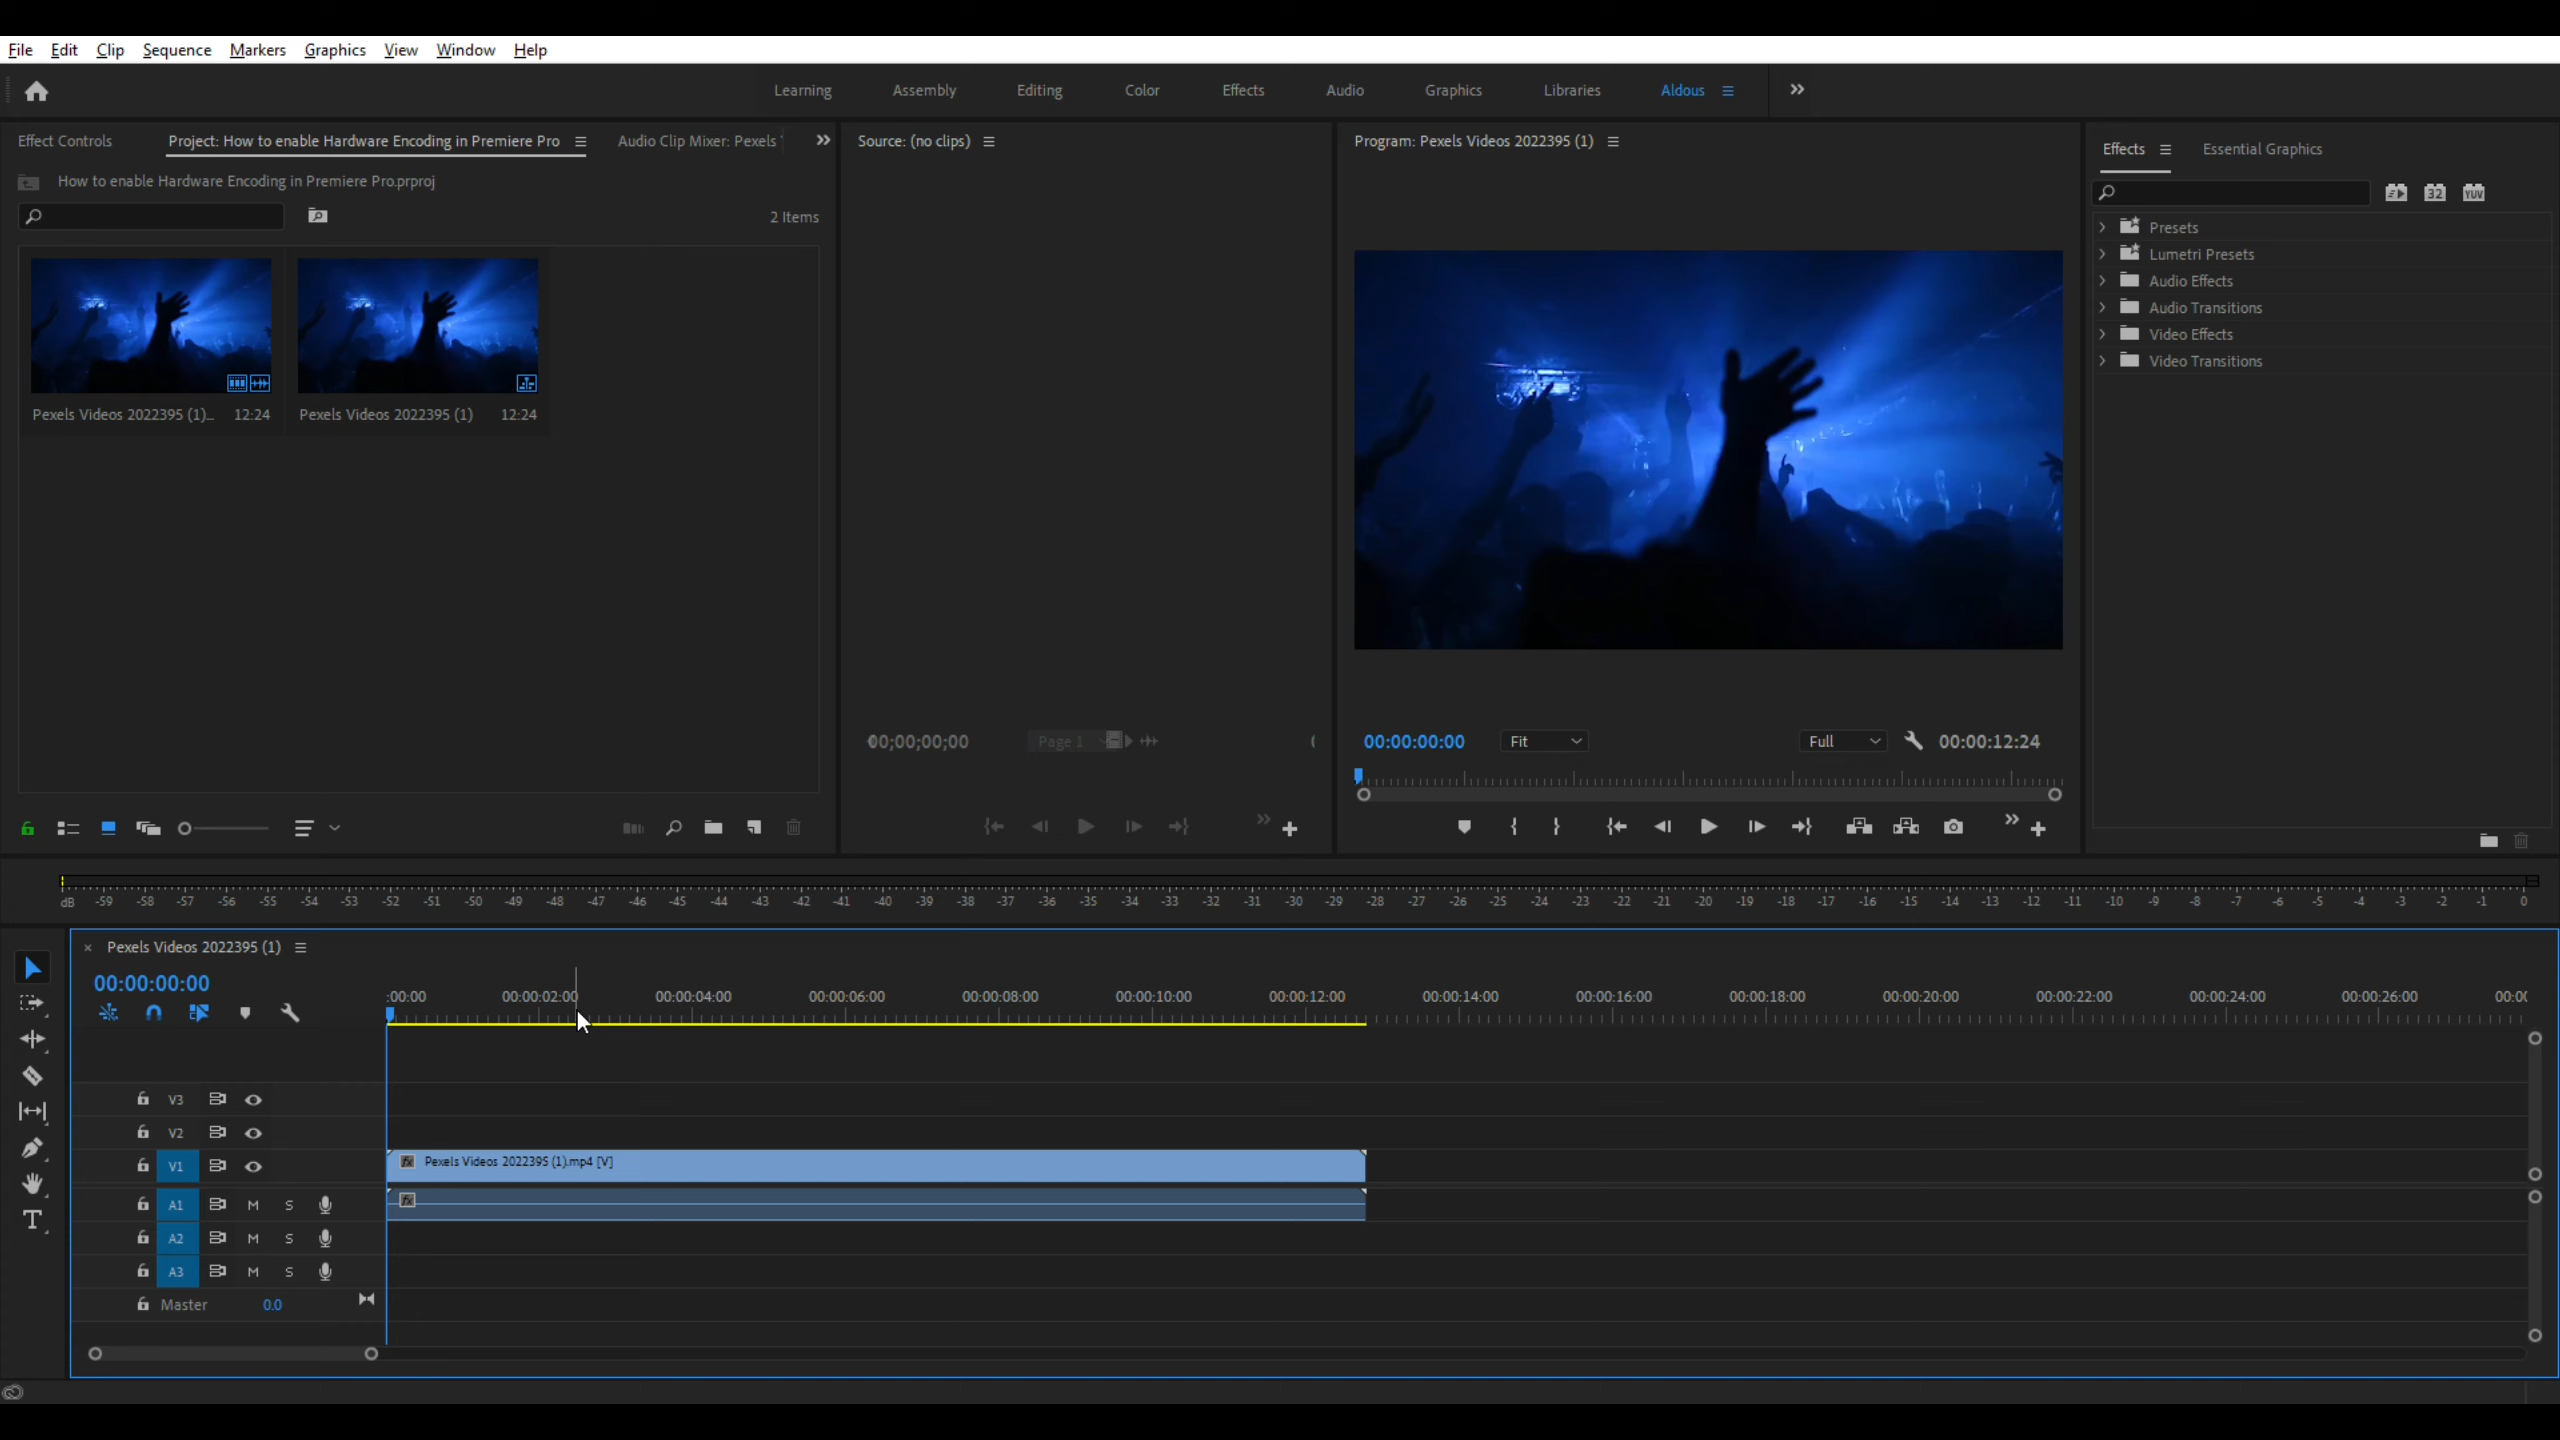 File Edit Clip Sequence Markers Graphics View Window Help
Learning Assembly Editing Color Effects Audio Graphics Libraries Aldous
Effect Controls Project: How to enable Hardware Encoding in Premiere Pro Audio Clip Mixer: Pexels
How to enable Hardware Encoding in Premiere Pro.prproj
2 Items
Pexels Videos 2022395 (1)... 12:24 Pexels Videos 2022395 (1) 12:24
Source: (no clips)
00;00;00;00 Page 1
Program: Pexels Videos 2022395 (1)
00:00:00:00 Fit Full 00:00:12:24
Effects Essential Graphics
32 YUV
Presets
Lumetri Presets
Audio Effects
Audio Transitions
Video Effects
Video Transitions
dB -59 -58 -57 -56 -55 -54 -53 -52 -51 -50 -49 -48 -47 -46 -45 -44 -43 -42 -41 -40 -39 -38 -37 -36 -35 -34 -33 -32 -31 -30 -29 -28 -27 -26 -25 -24 -23 -22 -21 -20 -19 -18 -17 -16 -15 -14 -13 -12 -11 -10 -9 -8 -7 -6 -5 -4 -3 -2 -1 0
× Pexels Videos 2022395 (1)
00:00:00:00
:00:00 00:00:02:00 00:00:04:00 00:00:06:00 00:00:08:00 00:00:10:00 00:00:12:00 00:00:14:00 00:00:16:00 00:00:18:00 00:00:20:00 00:00:22:00 00:00:24:00 00:00:26:00 00:0
V3
V2
V1 fx Pexels Videos 2022395 (1).mp4 [V]
A1 M S fx
A2 M S
A3 M S
Master 0.0